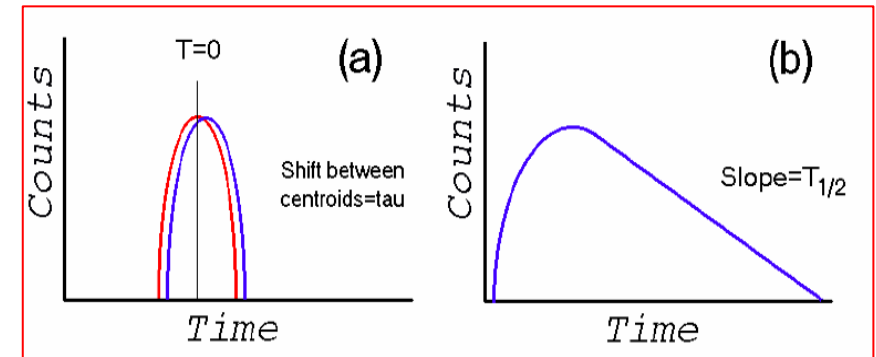 T=0
(a)
Counts
Shift between
centroids=tau
Time
(b)
Counts
Slope=T1/2
Time